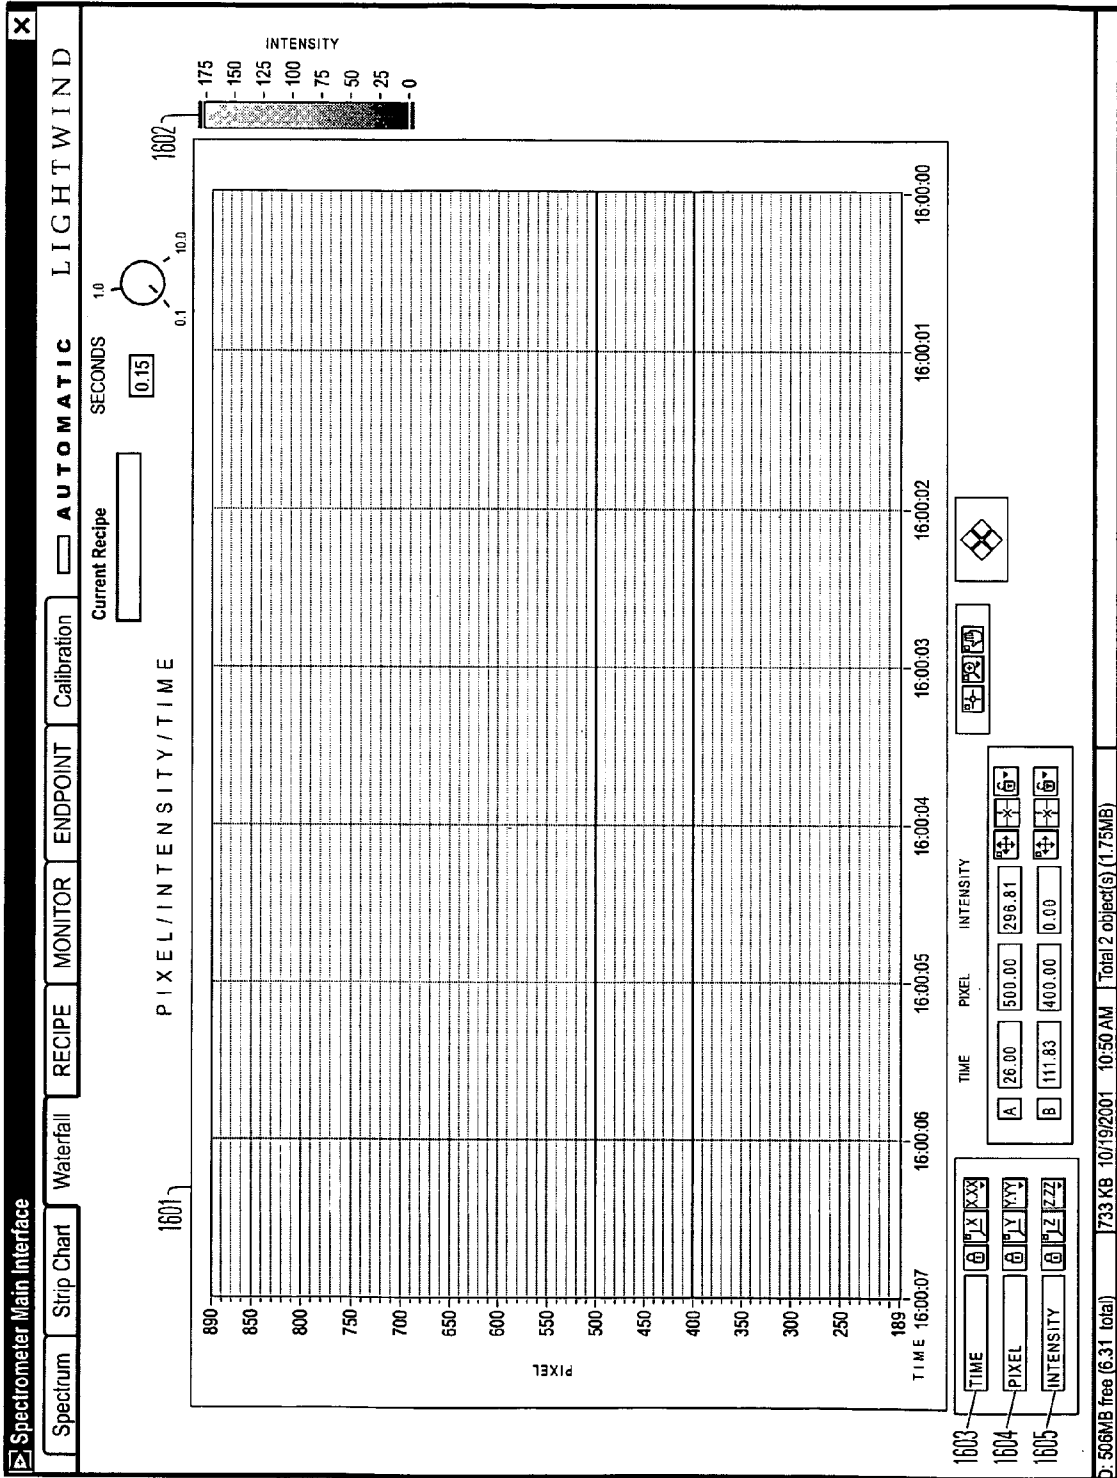 Spectrometer Main Interface
Spectrum Strip Chart Waterfall RECIPE MONITOR ENDPOINT Calibration AUTOMATIC LIGHTWIND
Current Recipe
SECONDS
0.15
0.1 1.0 10.0
PIXEL/INTENSITY/TIME
1601
1602
175
150
125
100
75
50
25
0
INTENSITY
PIXEL
890
850
800
750
700
650
600
550
500
450
400
350
300
250
189
TIME 16:00:07 16:00:06 16:00:05 16:00:04 16:00:03 16:00:02 16:00:01 16:00:00
1603 TIME X X.XX
1604 PIXEL Y Y.YY
1605 INTENSITY Z Z.ZZ
TIME PIXEL INTENSITY
A 26.00 500.00 296.81
B 111.83 400.00 0.00
D: 506MB free (6.31 total) 733 KB 10/19/2001 10:50 AM Total 2 object(s) (1.75MB)